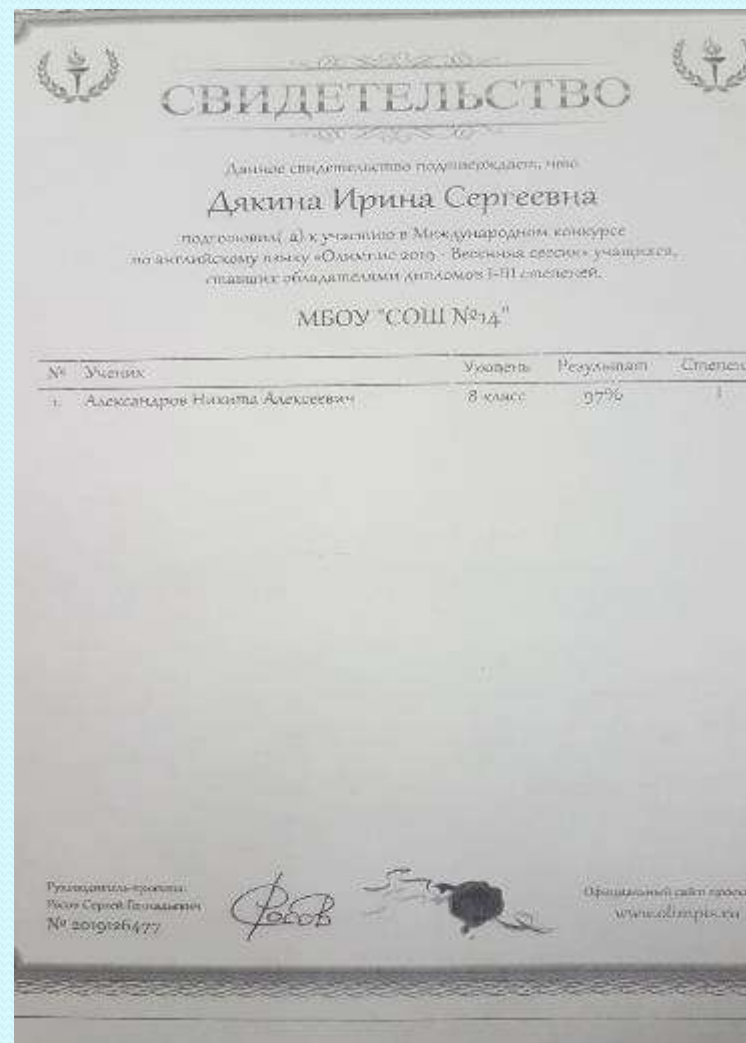 СВИДЕТЕЛЬСТВО
Данное свидетельство подтверждает, что
Дякина Ирина Сергеевна
подготовил(а) к участию в Международном конкурсе
по английскому языку «Олимпис 2019 - Весенняя сессия» учащихся,
ставших обладателями дипломов I-III степеней.
МБОУ "СОШ №14"
№ Ученик Уровень Результат Степень
1. Александров Никита Алексеевич 8 класс 97% I
Руководитель проекта: Официальный сайт проекта
Сергей Геннадьевич www.olimpis.ru
№ 2019126477